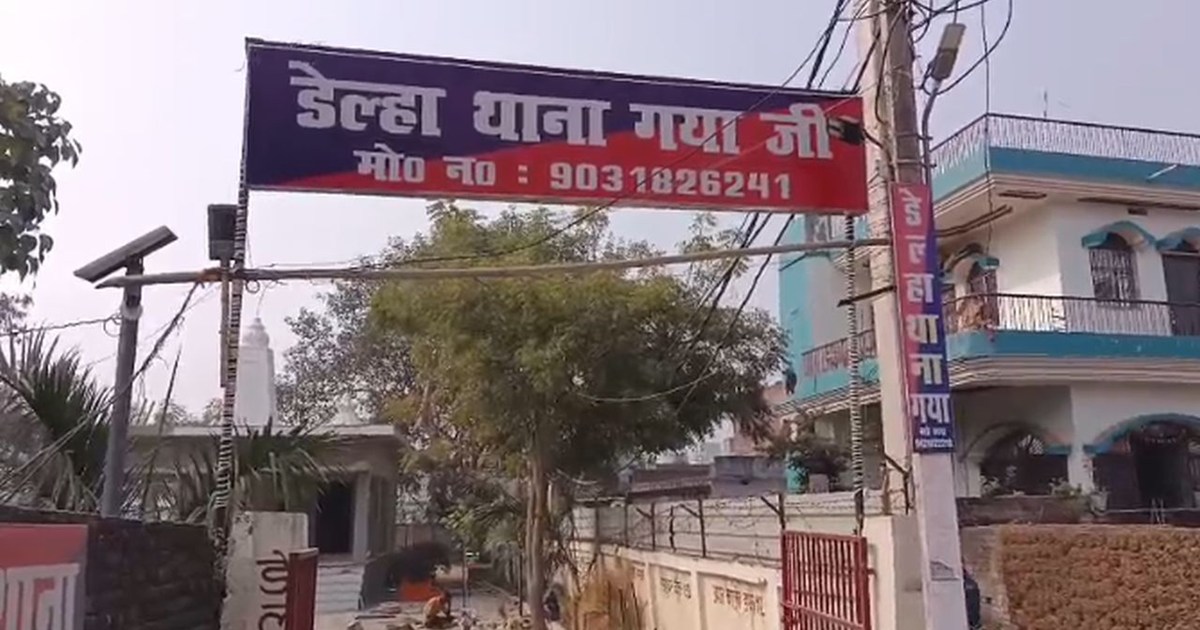 डेल्हा थाना गया जी
मो० न० : 9031826241
डेल्हा थाना
गया